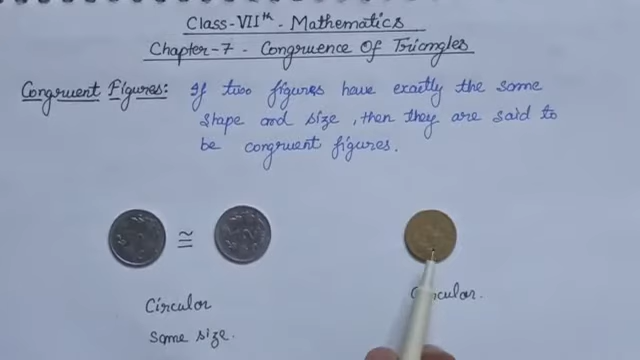 Class-VIIth - Mathematics
Chapter-7 - Congruence Of Triangles
Congruent Figures: If two figures have exactly the same
shape and size, then they are said to
be congruent figures.
≅
Circular
Circular.
Same size.